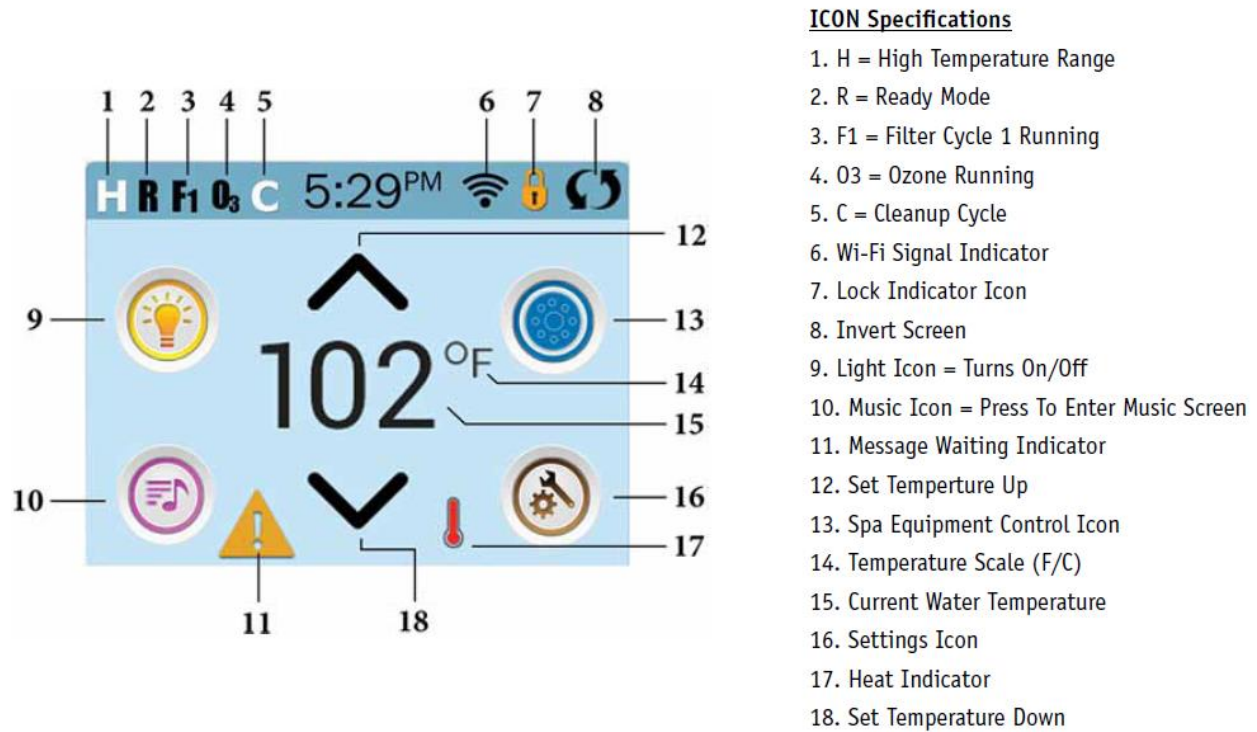 1 2 3 4 5 6 7 8
H R F1 O3 C 5:29PM
12
9
13
102°F
14
15
10
16
17
11 18
ICON Specifications
1. H = High Temperature Range
2. R = Ready Mode
3. F1 = Filter Cycle 1 Running
4. O3 = Ozone Running
5. C = Cleanup Cycle
6. Wi-Fi Signal Indicator
7. Lock Indicator Icon
8. Invert Screen
9. Light Icon = Turns On/Off
10. Music Icon = Press To Enter Music Screen
11. Message Waiting Indicator
12. Set Temperture Up
13. Spa Equipment Control Icon
14. Temperature Scale (F/C)
15. Current Water Temperature
16. Settings Icon
17. Heat Indicator
18. Set Temperature Down